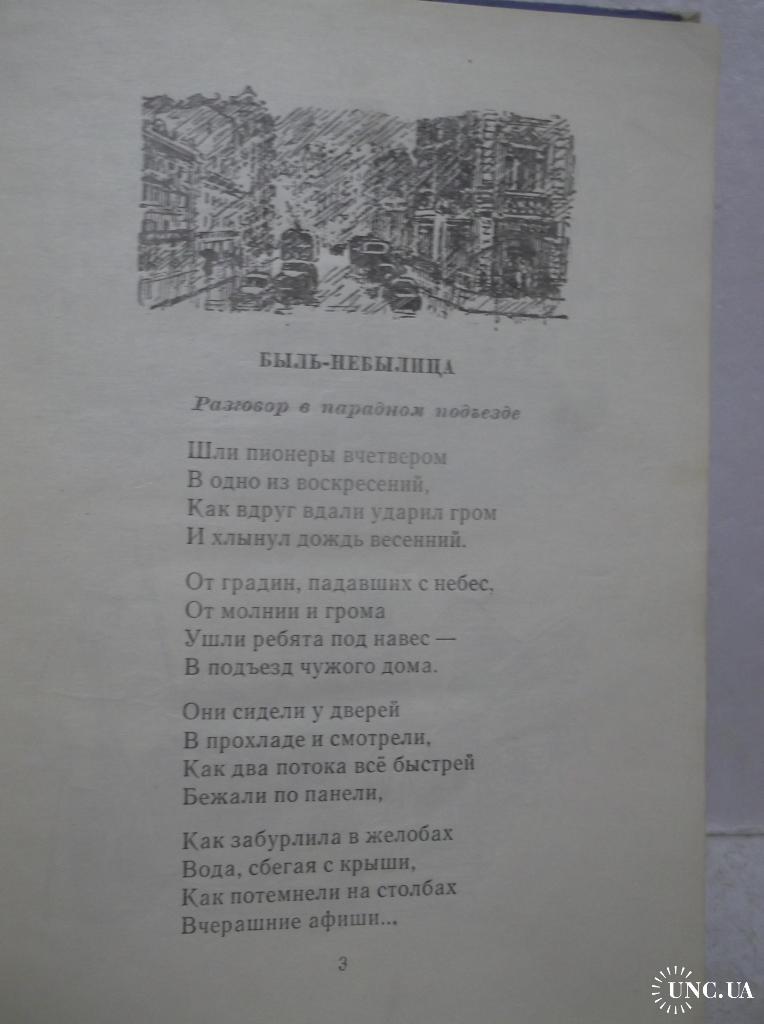 БЫЛЬ-НЕБЫЛИЦА
Разговор в парадном подъезде
Шли пионеры вчетвером
В одно из воскресений,
Как вдруг вдали ударил гром
И хлынул дождь весенний.
От градин, падавших с небес,
От молнии и грома
Ушли ребята под навес —
В подъезд чужого дома.
Они сидели у дверей
В прохладе и смотрели,
Как два потока всё быстрей
Бежали по панели,
Как забурлила в желобах
Вода, сбегая с крыши,
Как потемнели на столбах
Вчерашние афиши...
3
UNC.UA